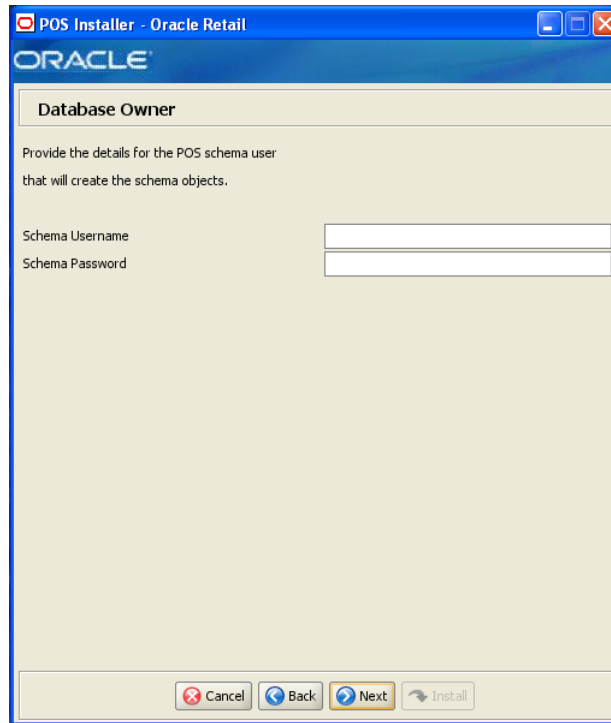 POS Installer - Oracle Retail
ORACLE
Database Owner
Provide the details for the POS schema user
that will create the schema objects.
Schema Username
Schema Password
Cancel Back Next Install